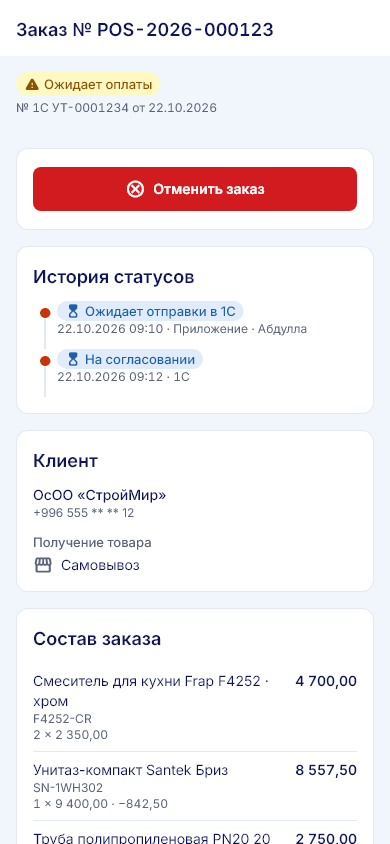 Заказ № POS-2026-000123
Ожидает оплаты
№ 1С УТ-0001234 от 22.10.2026
Отменить заказ
История статусов
Ожидает отправки в 1С
22.10.2026 09:10 · Приложение · Абдулла
На согласовании
22.10.2026 09:12 · 1С
Клиент
ОсОО «СтройМир»
+996 555 ** ** 12
Получение товара
Самовывоз
Состав заказа
Смеситель для кухни Frap F4252 · 4 700,00
хром
F4252-CR
2 × 2 350,00
Унитаз-компакт Santek Бриз 8 557,50
SN-1WH302
1 × 9 400,00 · −842,50
Труба полипропиленовая PN20 20 2 750,00